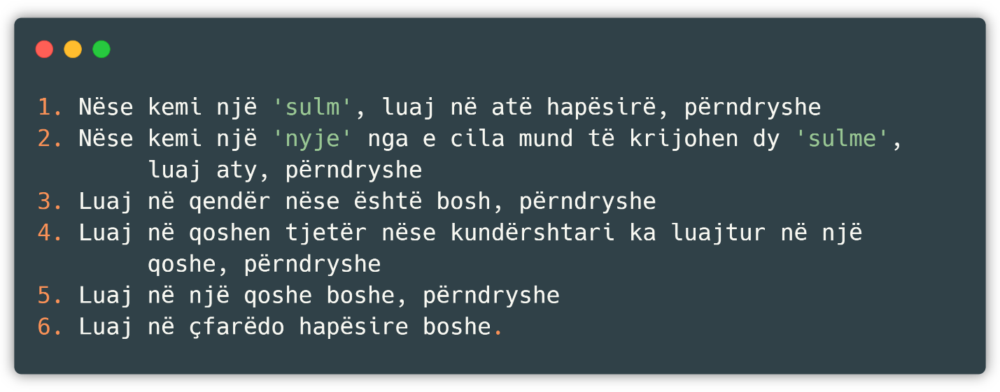 1. Nëse kemi një 'sulm', luaj në atë hapësirë, përndryshe
2. Nëse kemi një 'nyje' nga e cila mund të krijohen dy 'sulme',
luaj aty, përndryshe
3. Luaj në qendër nëse është bosh, përndryshe
4. Luaj në qoshen tjetër nëse kundërshtari ka luajtur në një
qoshe, përndryshe
5. Luaj në një qoshe boshe, përndryshe
6. Luaj në çfarëdo hapësire boshe.